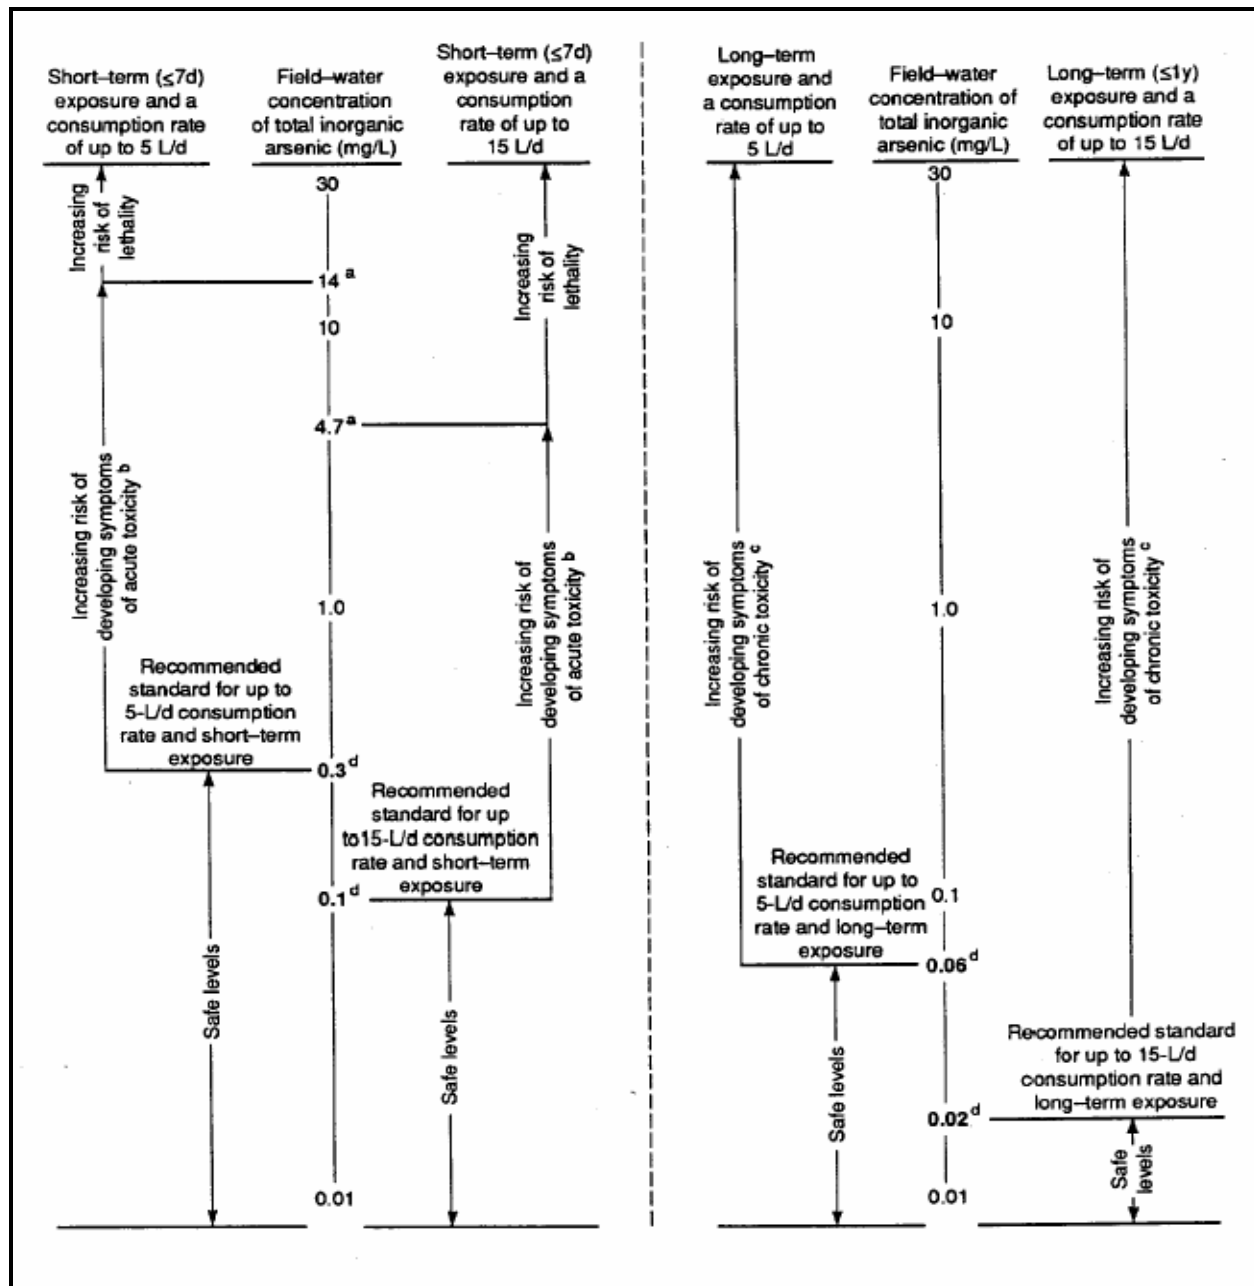 Short–term (≤7d)
exposure and a
consumption rate
of up to 5 L/d
Field–water
concentration
of total inorganic
arsenic (mg/L)
Short–term (≤7d)
exposure and a
consumption
rate of up to
15 L/d
30
14 a
10
4.7 a
1.0
0.3 d
0.1 d
0.01
Increasing
risk of
lethality
Increasing risk of
developing symptoms
of acute toxicity b
Recommended
standard for up to
5-L/d consumption
rate and short–term
exposure
Safe levels
Increasing
risk of
lethality
Increasing risk of
developing symptoms
of acute toxicity b
Recommended
standard for up
to15-L/d consumption
rate and short–term
exposure
Safe levels
Long–term
exposure and
a consumption
rate of up to
5 L/d
Field–water
concentration of
total inorganic
arsenic (mg/L)
Long–term (≤1y)
exposure and a
consumption rate
of up to 15 L/d
30
10
1.0
0.1
0.06 d
0.02 d
0.01
Increasing risk of
developing symptoms
of chronic toxicity c
Recommended
standard for up to
5-L/d consumption
rate and long–term
exposure
Safe levels
Increasing risk of
developing symptoms
of chronic toxicity c
Recommended standard
for up to 15-L/d
consumption rate and
long–term exposure
Safe
levels